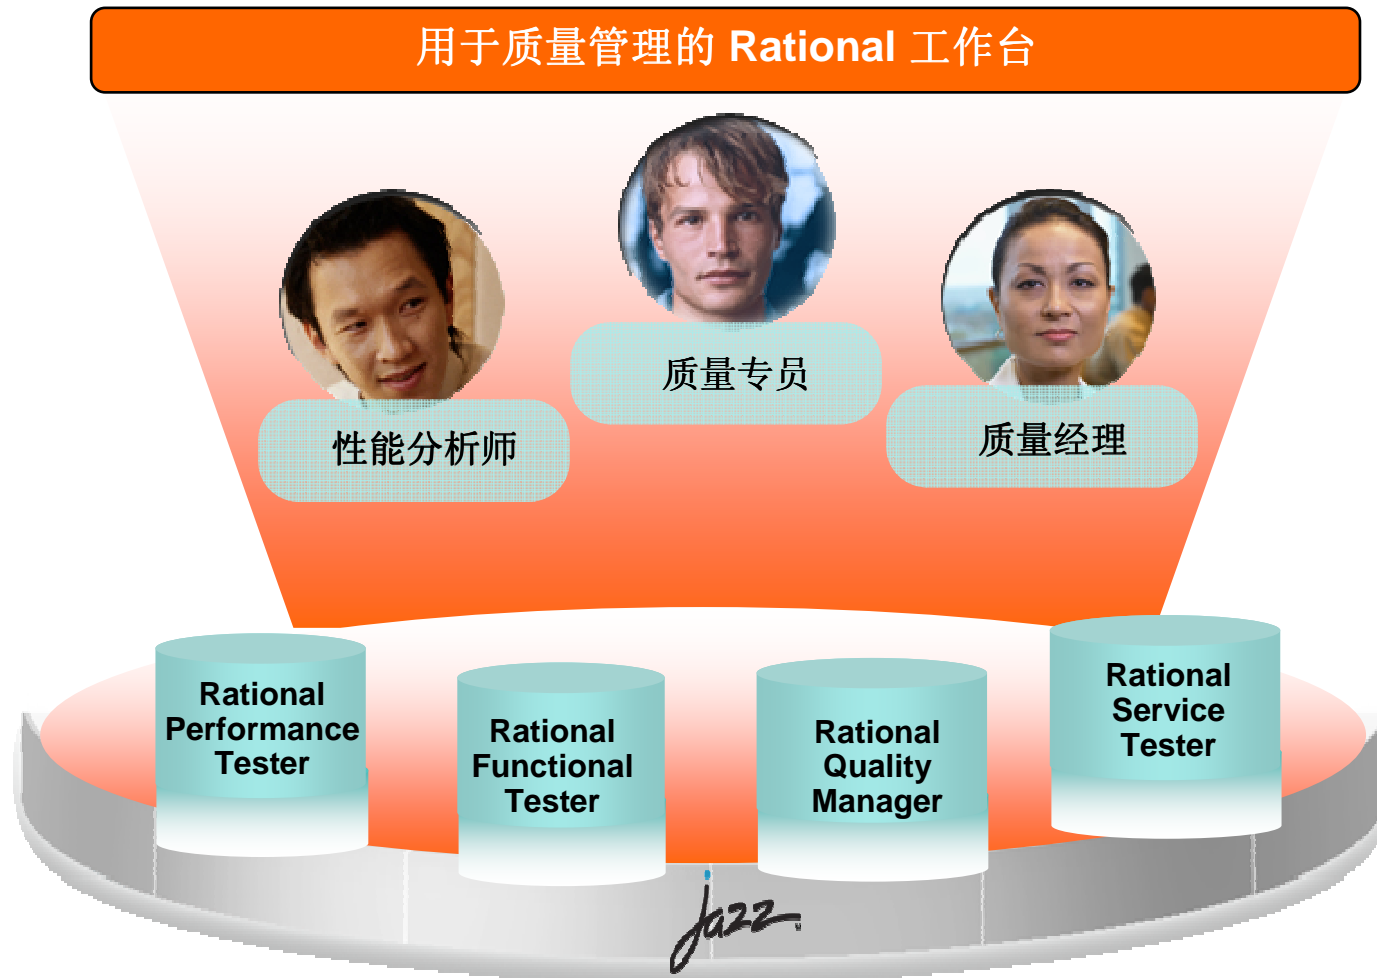 用于质量管理的 Rational 工作台
质量专员
性能分析师
质量经理
Rational
Performance
Tester
Rational
Functional
Tester
Rational
Quality
Manager
Rational
Service
Tester
jazz